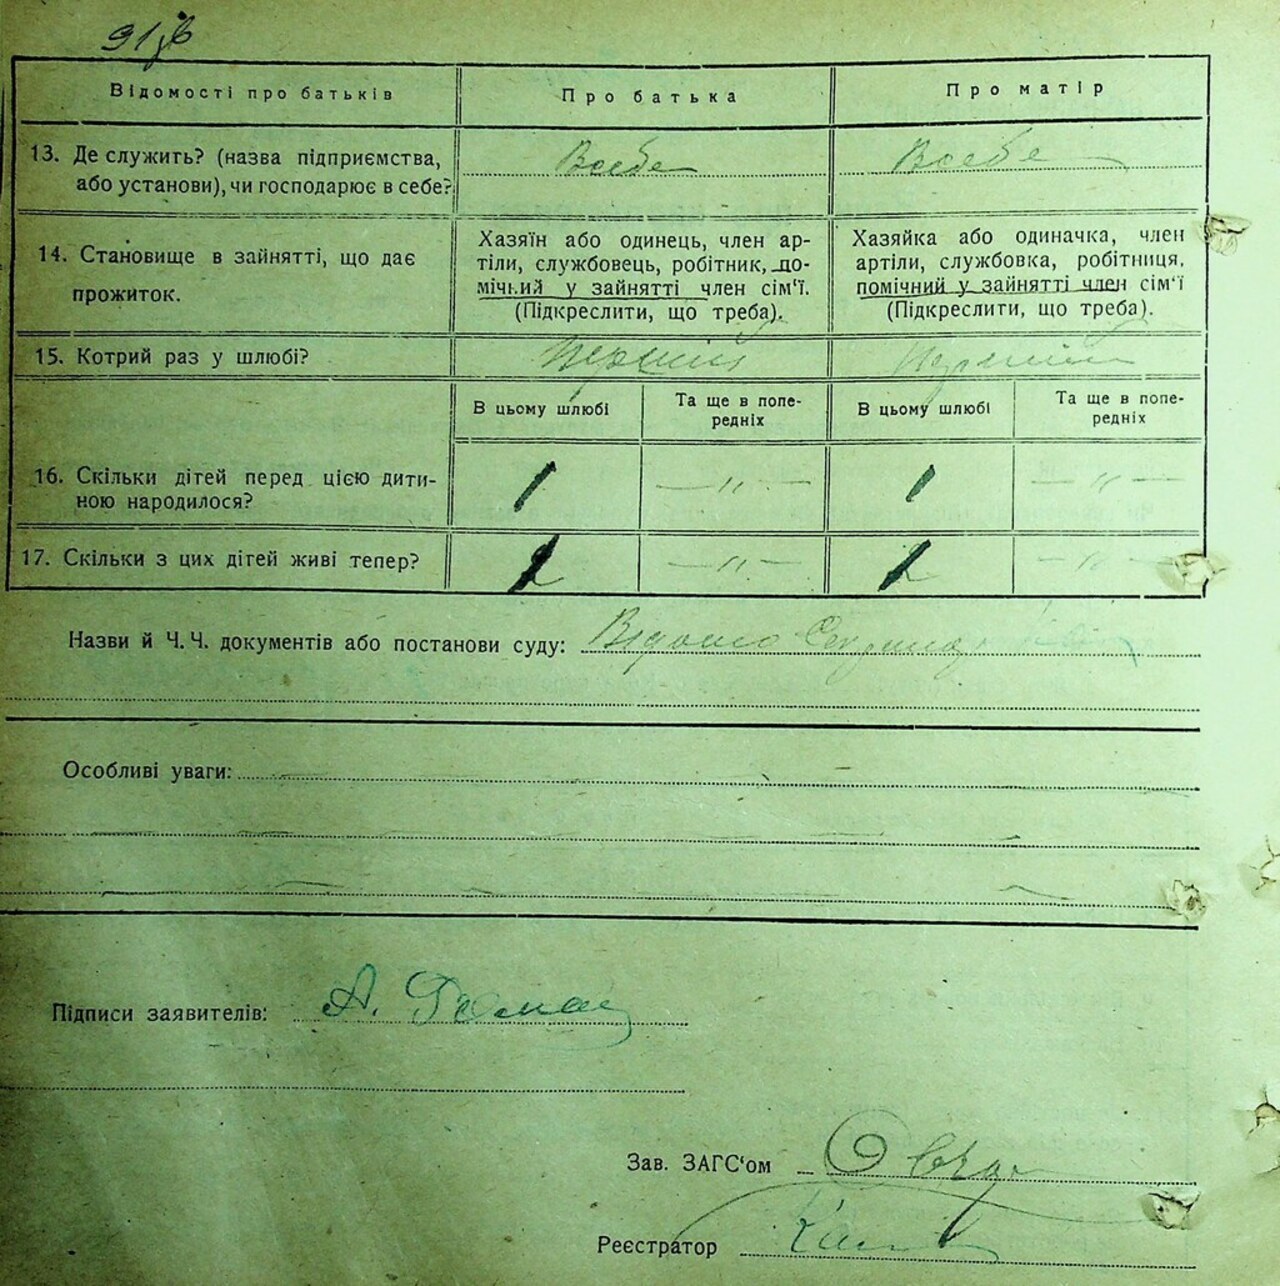 91зв
Відомості про батьків
Про батька
Про матір
13. Де служить? (назва підприємства,
або установи), чи господарює в себе?
Всебе
Всебе
14. Становище в зайнятті, що дає
прожиток.
Хазяїн або одинець, член ар-
тіли, службовець, робітник, по-
мічний у зайнятті член сім'ї.
(Підкреслити, що треба).
Хазяйка або одиначка, член
артіли, службовка, робітниця,
помічний у зайнятті член сім'ї
(Підкреслити, що треба).
15. Котрий раз у шлюбі?
Перший
Перший
В цьому шлюбі
Та ще в попе-
редніх
В цьому шлюбі
Та ще в попе-
редніх
16. Скільки дітей перед цією дити-
ною народилося?
1
— " —
1
— " —
17. Скільки з цих дітей живі тепер?
— " —
— " —
Назви й Ч. Ч. документів або постанови суду:
Особливі уваги:
Підписи заявителів: А.
Зав. ЗАГС'ом
Реєстратор